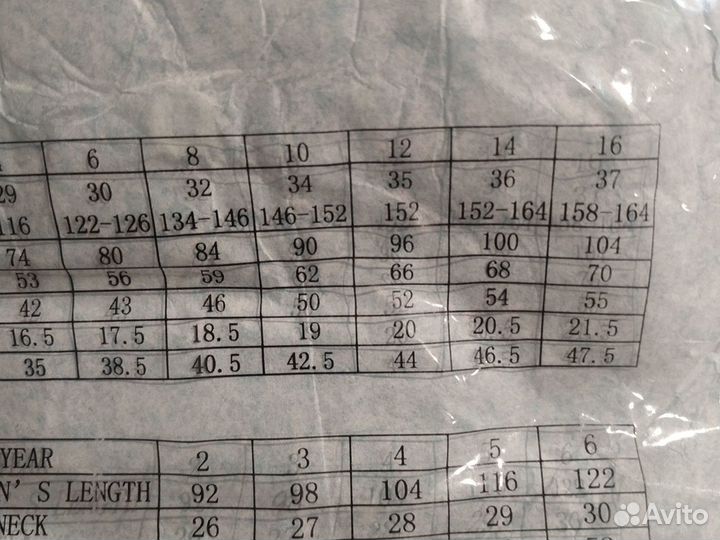 6 8 10 12 14 16
29 30 32 34 35 36 37
116 122-126 134-146 146-152 152 152-164 158-164
74 80 84 90 96 100 104
53 56 59 62 66 68 70
42 43 46 50 52 54 55
16.5 17.5 18.5 19 20 20.5 21.5
35 38.5 40.5 42.5 44 46.5 47.5
YEAR 2 3 4 5 6
N'S LENGTH 92 98 104 116 122
NECK 26 27 28 29 30
Avito